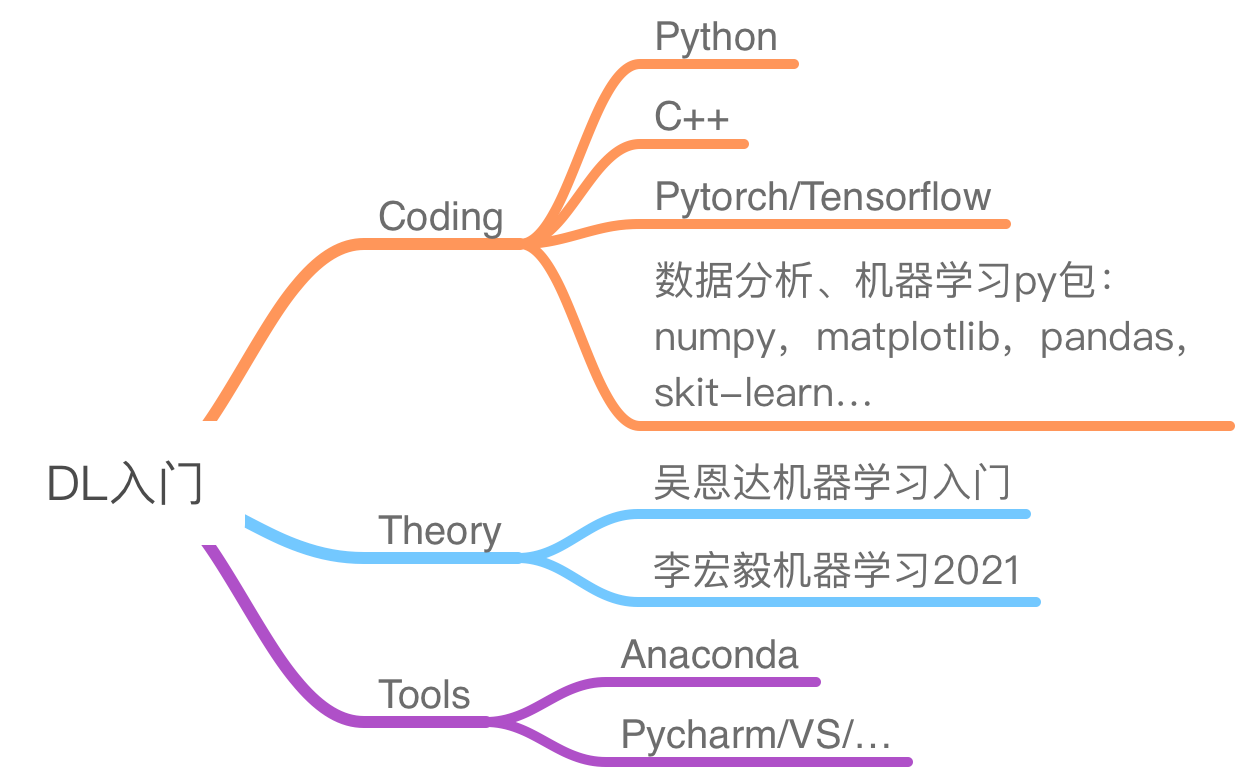 Python
C++
Coding
Pytorch/Tensorflow
数据分析、机器学习py包：
numpy，matplotlib，pandas，
skit-learn…
DL入门
吴恩达机器学习入门
Theory
李宏毅机器学习2021
Anaconda
Tools
Pycharm/VS/…